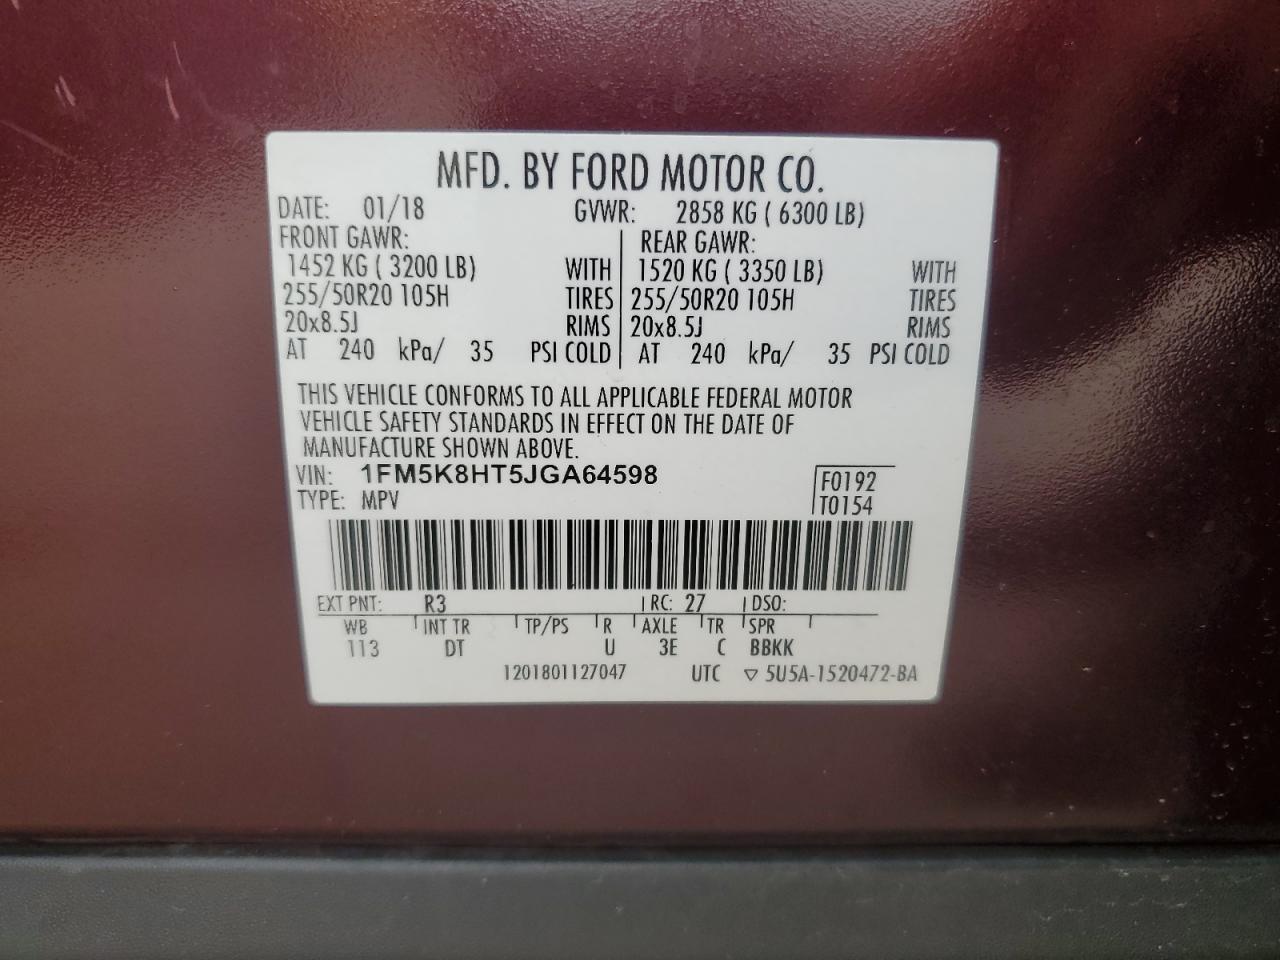 MFD. BY FORD MOTOR CO.
DATE: 01/18 GVWR: 2858 KG ( 6300 LB)
FRONT GAWR: REAR GAWR:
1452 KG ( 3200 LB) WITH 1520 KG ( 3350 LB) WITH
255/50R20 105H TIRES 255/50R20 105H TIRES
20x8.5J RIMS 20x8.5J RIMS
AT 240 kPa/ 35 PSI COLD AT 240 kPa/ 35 PSI COLD
THIS VEHICLE CONFORMS TO ALL APPLICABLE FEDERAL MOTOR
VEHICLE SAFETY STANDARDS IN EFFECT ON THE DATE OF
MANUFACTURE SHOWN ABOVE.
VIN: 1FM5K8HT5JGA64598 F0192
TYPE: MPV T0154
EXT PNT: R3 RC: 27 DSO:
WB INT TR TP/PS R AXLE TR SPR
113 DT U 3E C BBKK
1201801127047 UTC ▽ 5U5A-1520472-BA